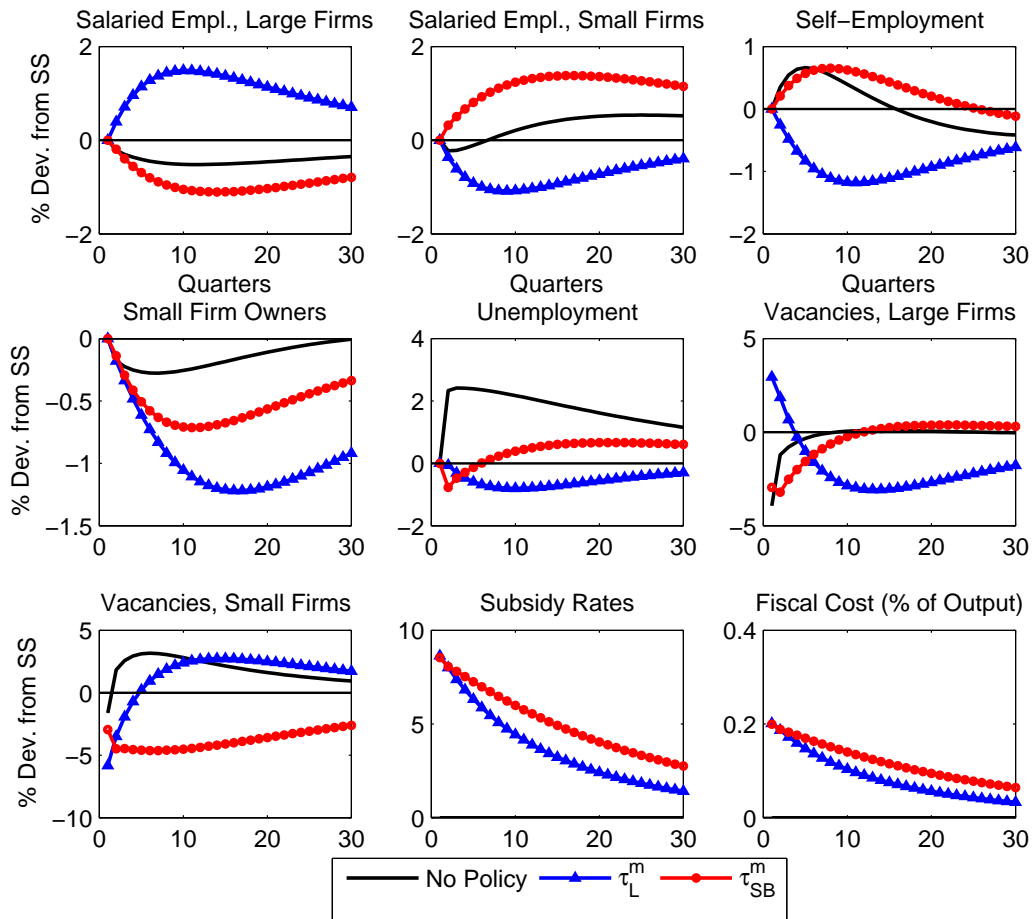 Salaried Empl., Large Firms
Salaried Empl., Small Firms
Self−Employment
% Dev. from SS
2
0
−2
0 10 20 30
Quarters
2
0
−2
0 10 20 30
Quarters
1
0
−1
−2
0 10 20 30
Quarters
Small Firm Owners
Unemployment
Vacancies, Large Firms
% Dev. from SS
0
−0.5
−1
−1.5
0 10 20 30
4
2
0
−2
0 10 20 30
5
0
−5
0 10 20 30
Vacancies, Small Firms
Subsidy Rates
Fiscal Cost (% of Output)
% Dev. from SS
5
0
−5
−10
0 10 20 30
10
5
0
0 10 20 30
0.4
0.2
0
0 10 20 30
No Policy τ_L^m τ_SB^m